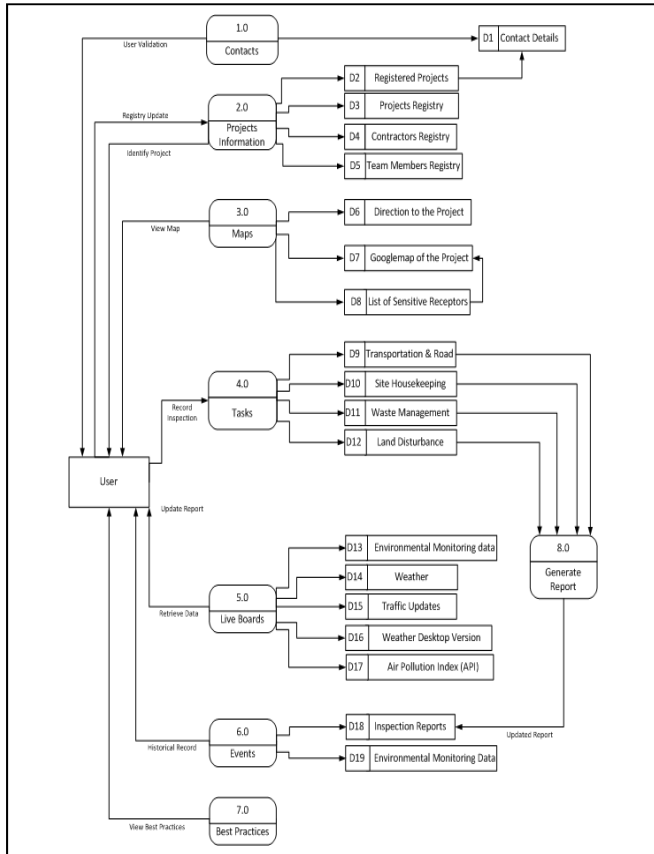 1.0
Contacts
User Validation
D1 Contact Details
Registry Update
2.0
Projects
Information
Identify Project
D2 Registered Projects
D3 Projects Registry
D4 Contractors Registry
D5 Team Members Registry
3.0
Maps
View Map
D6 Direction to the Project
D7 Googlemap of the Project
D8 List of Sensitive Receptors
4.0
Tasks
Record
Inspection
D9 Transportation & Road
D10 Site Housekeeping
D11 Waste Management
D12 Land Disturbance
User
Update Report
8.0
Generate
Report
5.0
Live Boards
Retrieve Data
D13 Environmental Monitoring data
D14 Weather
D15 Traffic Updates
D16 Weather Desktop Version
D17 Air Pollution Index (API)
6.0
Events
Historical Record
D18 Inspection Reports
Updated Report
D19 Environmental Monitoring Data
7.0
Best Practices
View Best Practices